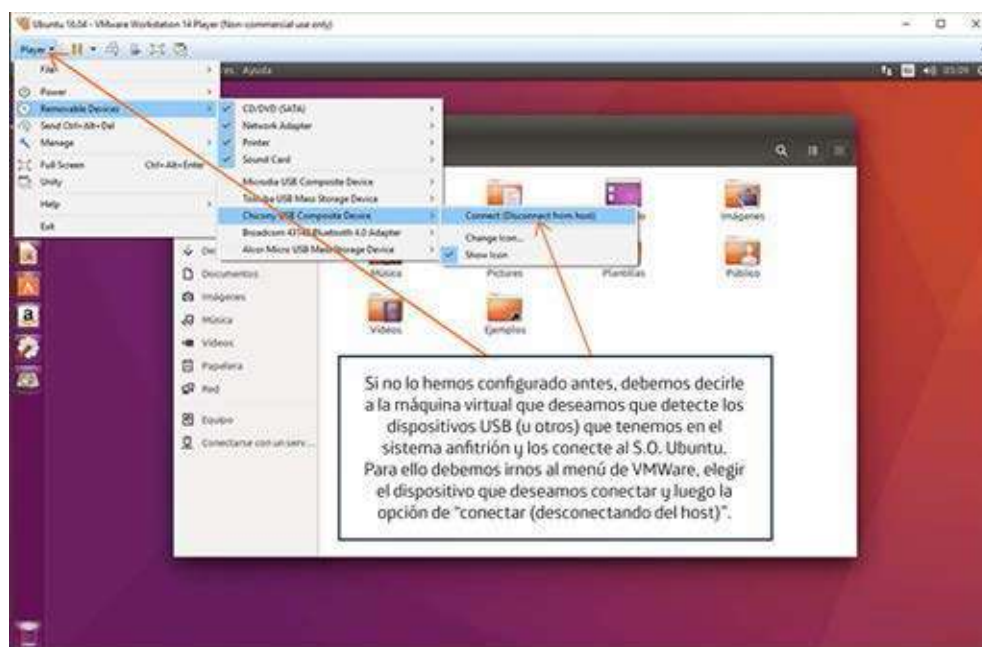 Ubuntu 16.04 - VMware Workstation 14 Player (Non-commercial use only)
Player
File
es Ayuda
Power
Removable Devices
CD/DVD (SATA)
Send Ctrl+Alt+Del
Network Adapter
Manage
Printer
Full Screen Ctrl+Alt+Enter
Sound Card
Unity
Microdia USB Composite Device
Help
Toshiba USB Mass Storage Device
Exit
Chicony USB Composite Device
Connect (Disconnect from host)
Imágenes
Broadcom 43142 Bluetooth 4.0 Adapter
Change Icon...
Alcor Micro USB Mass Storage Device
Show Icon
Documentos
Música
Pictures
Plantillas
Público
Imágenes
Música
Vídeos
Vídeos
Ejemplos
Papelera
Red
Equipo
Conectarse con un serv...
Si no lo hemos configurado antes, debemos decirle
a la máquina virtual que deseamos que detecte los
dispositivos USB (u otros) que tenemos en el
sistema anfitrión y los conecte al S.O. Ubuntu.
Para ello debemos irnos al menú de VMWare, elegir
el dispositivo que deseamos conectar y luego la
opción de "conectar (desconectando del host)".